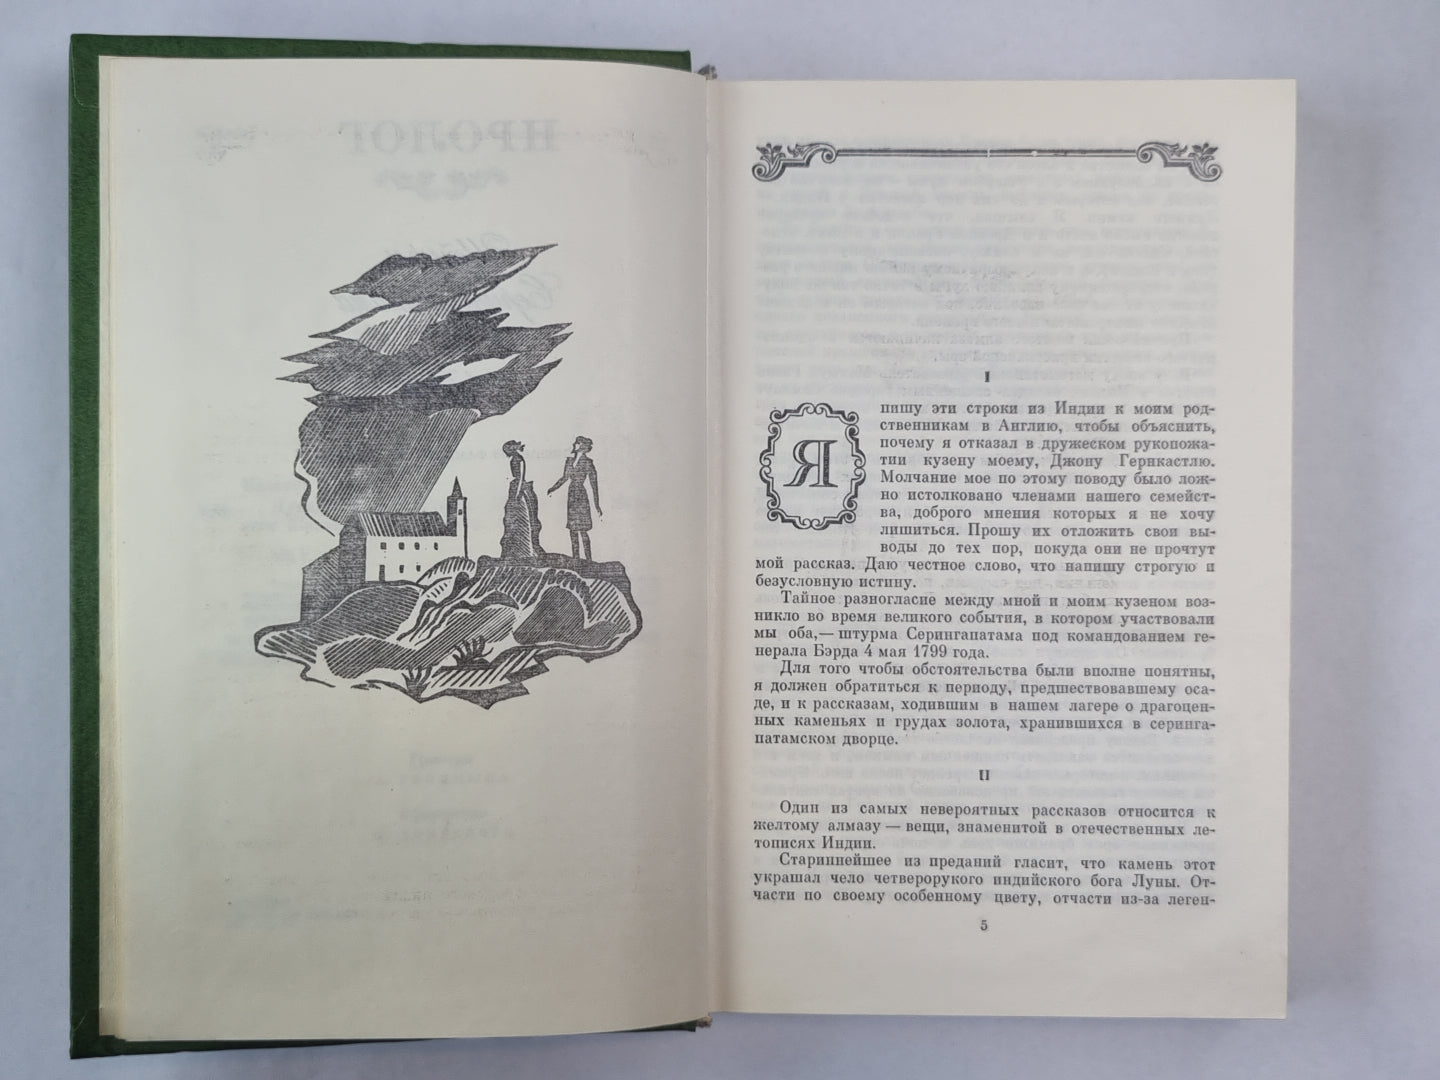 I
Я
пишу эти строки из Индии к моим род-
ственникам в Англию, чтобы объяснить,
почему я отказал в дружеском рукопожа-
тии кузену моему, Джону Гернкастлю.
Молчание мое по этому поводу было лож-
но истолковано членами нашего семейст-
ва, доброго мнения которых я не хочу
лишиться. Прошу их отложить свои вы-
воды до тех пор, покуда они не прочтут
мой рассказ. Даю честное слово, что напишу строгую и
безусловную истину.
Тайное разногласие между мной и моим кузеном воз-
никло во время великого события, в котором участвовали
мы оба,— штурма Серингапатама под командованием ге-
нерала Бэрда 4 мая 1799 года.
Для того чтобы обстоятельства были вполне понятны,
я должен обратиться к периоду, предшествовавшему оса-
де, и к рассказам, ходившим в нашем лагере о драгоцен-
ных каменьях и грудах золота, хранившихся в серинга-
патамском дворце.
II
Один из самых невероятных рассказов относится к
желтому алмазу — вещи, знаменитой в отечественных ле-
тописях Индии.
Стариннейшее из преданий гласит, что камень этот
украшал чело четверорукого индийского бога Луны. От-
части по своему особенному цвету, отчасти из-за леген-
5